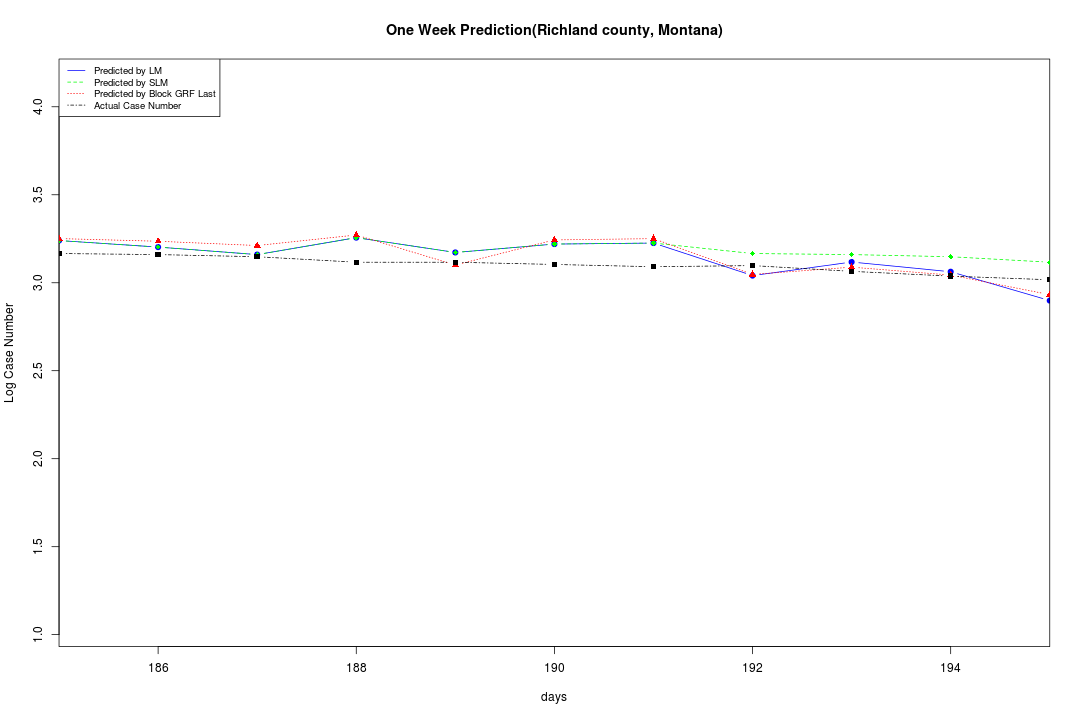 One Week Prediction(Richland county, Montana)
Predicted by LM
Predicted by SLM
Predicted by Block GRF Last
Actual Case Number
4.0
3.5
3.0
2.5
2.0
1.5
1.0
Log Case Number
186 188 190 192 194
days